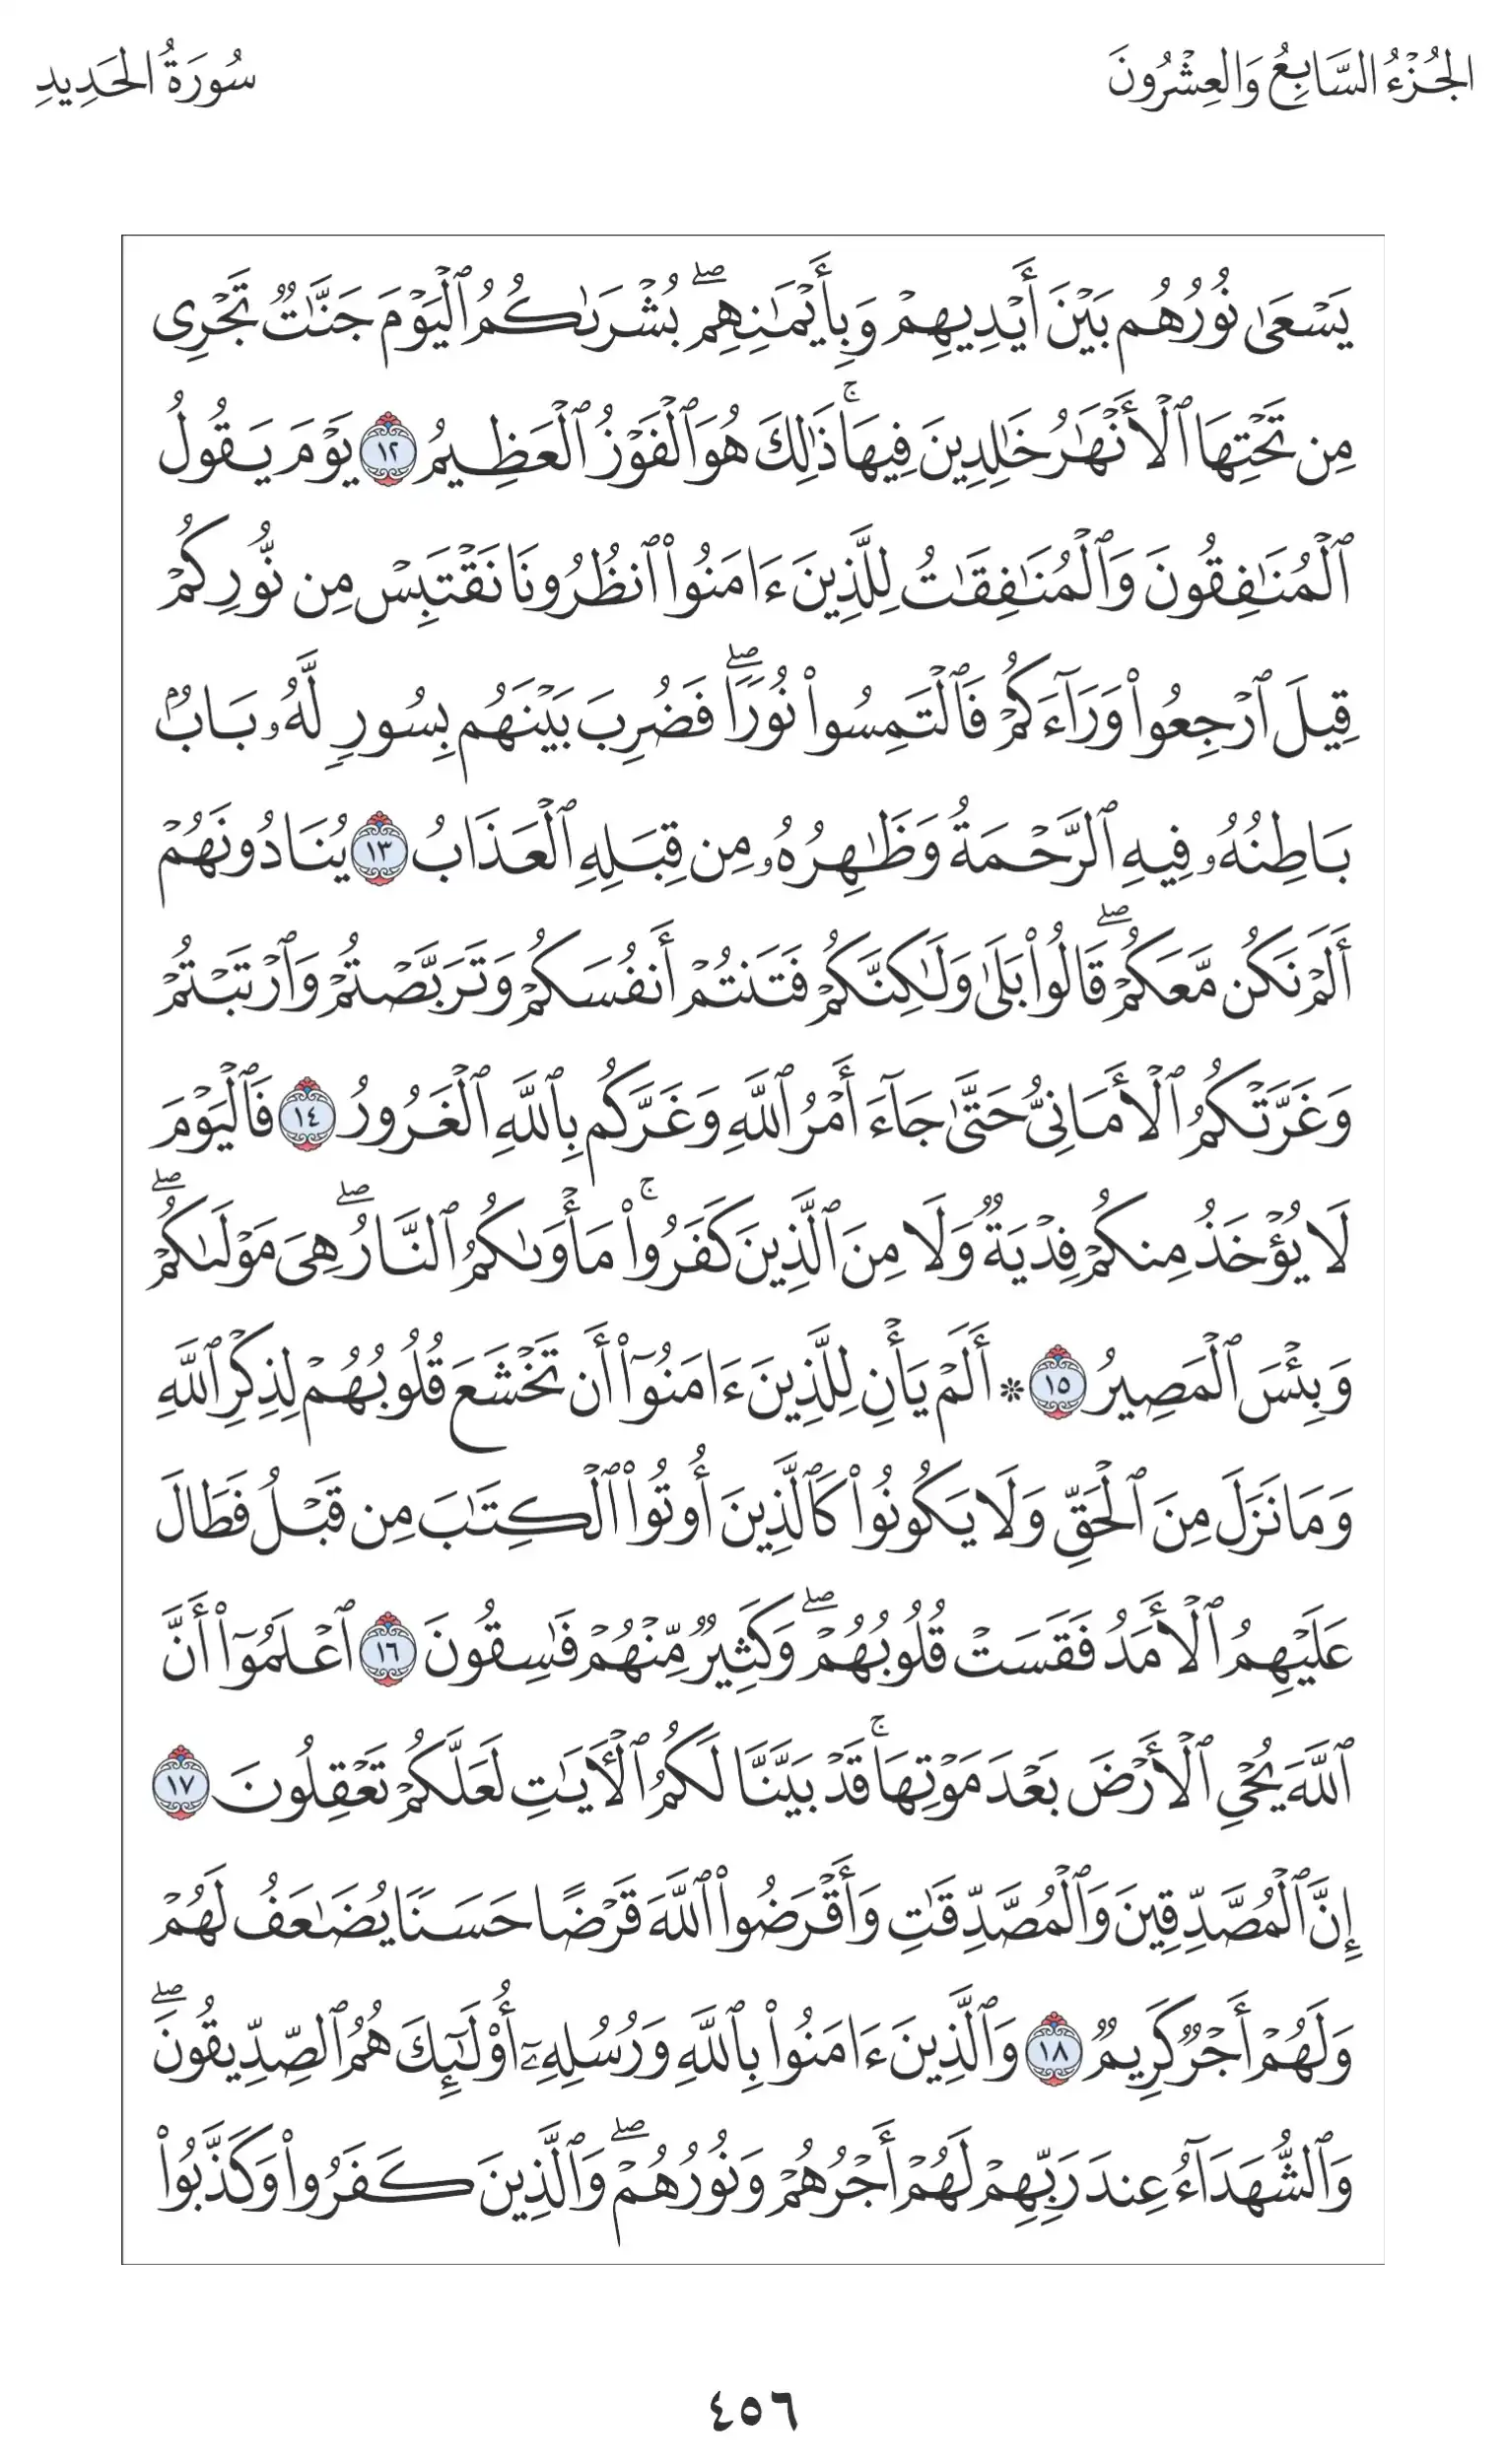 الجُزْءُ السَّابِعُ وَالعِشْرُونَ
سُورَةُ الحَدِيدِ
يَسْعَىٰ نُورُهُم بَيْنَ أَيْدِيهِمْ وَبِأَيْمَـٰنِهِمۖ بُشْرَىٰكُمُ ٱلْيَوْمَ جَنَّـٰتٌ تَجْرِى
مِن تَحْتِهَا ٱلْأَنْهَـٰرُ خَـٰلِدِينَ فِيهَاۚ ذَٰلِكَ هُوَ ٱلْفَوْزُ ٱلْعَظِيمُ ١٢ يَوْمَ يَقُولُ
ٱلْمُنَـٰفِقُونَ وَٱلْمُنَـٰفِقَـٰتُ لِلَّذِينَ ءَامَنُوا۟ ٱنظُرُونَا نَقْتَبِسْ مِن نُّورِكُمْ
قِيلَ ٱرْجِعُوا۟ وَرَآءَكُمْ فَٱلْتَمِسُوا۟ نُورًاۖ فَضُرِبَ بَيْنَهُم بِسُورٍ لَّهُۥ بَابٌۢ
بَاطِنُهُۥ فِيهِ ٱلرَّحْمَةُ وَظَـٰهِرُهُۥ مِن قِبَلِهِ ٱلْعَذَابُ ١٣ يُنَادُونَهُمْ
أَلَمْ نَكُن مَّعَكُمْۖ قَالُوا۟ بَلَىٰ وَلَـٰكِنَّكُمْ فَتَنتُمْ أَنفُسَكُمْ وَتَرَبَّصْتُمْ وَٱرْتَبْتُمْ
وَغَرَّتْكُمُ ٱلْأَمَانِىُّ حَتَّىٰ جَآءَ أَمْرُ ٱللَّهِ وَغَرَّكُم بِٱللَّهِ ٱلْغَرُورُ ١٤ فَٱلْيَوْمَ
لَا يُؤْخَذُ مِنكُمْ فِدْيَةٌ وَلَا مِنَ ٱلَّذِينَ كَفَرُوا۟ۚ مَأْوَىٰكُمُ ٱلنَّارُۖ هِىَ مَوْلَىٰكُمْۖ
وَبِئْسَ ٱلْمَصِيرُ ١٥ ۞ أَلَمْ يَأْنِ لِلَّذِينَ ءَامَنُوٓا۟ أَن تَخْشَعَ قُلُوبُهُمْ لِذِكْرِ ٱللَّهِ
وَمَا نَزَلَ مِنَ ٱلْحَقِّ وَلَا يَكُونُوا۟ كَٱلَّذِينَ أُوتُوا۟ ٱلْكِتَـٰبَ مِن قَبْلُ فَطَالَ
عَلَيْهِمُ ٱلْأَمَدُ فَقَسَتْ قُلُوبُهُمْۖ وَكَثِيرٌ مِّنْهُمْ فَـٰسِقُونَ ١٦ ٱعْلَمُوٓا۟ أَنَّ
ٱللَّهَ يُحْىِ ٱلْأَرْضَ بَعْدَ مَوْتِهَاۚ قَدْ بَيَّنَّا لَكُمُ ٱلْـَٔايَـٰتِ لَعَلَّكُمْ تَعْقِلُونَ ١٧
إِنَّ ٱلْمُصَّدِّقِينَ وَٱلْمُصَّدِّقَـٰتِ وَأَقْرَضُوا۟ ٱللَّهَ قَرْضًا حَسَنًا يُضَـٰعَفُ لَهُمْ
وَلَهُمْ أَجْرٌ كَرِيمٌ ١٨ وَٱلَّذِينَ ءَامَنُوا۟ بِٱللَّهِ وَرُسُلِهِۦٓ أُو۟لَـٰٓئِكَ هُمُ ٱلصِّدِّيقُونَۖ
وَٱلشُّهَدَآءُ عِندَ رَبِّهِمْ لَهُمْ أَجْرُهُمْ وَنُورُهُمْۖ وَٱلَّذِينَ كَفَرُوا۟ وَكَذَّبُوا۟
٤٥٦